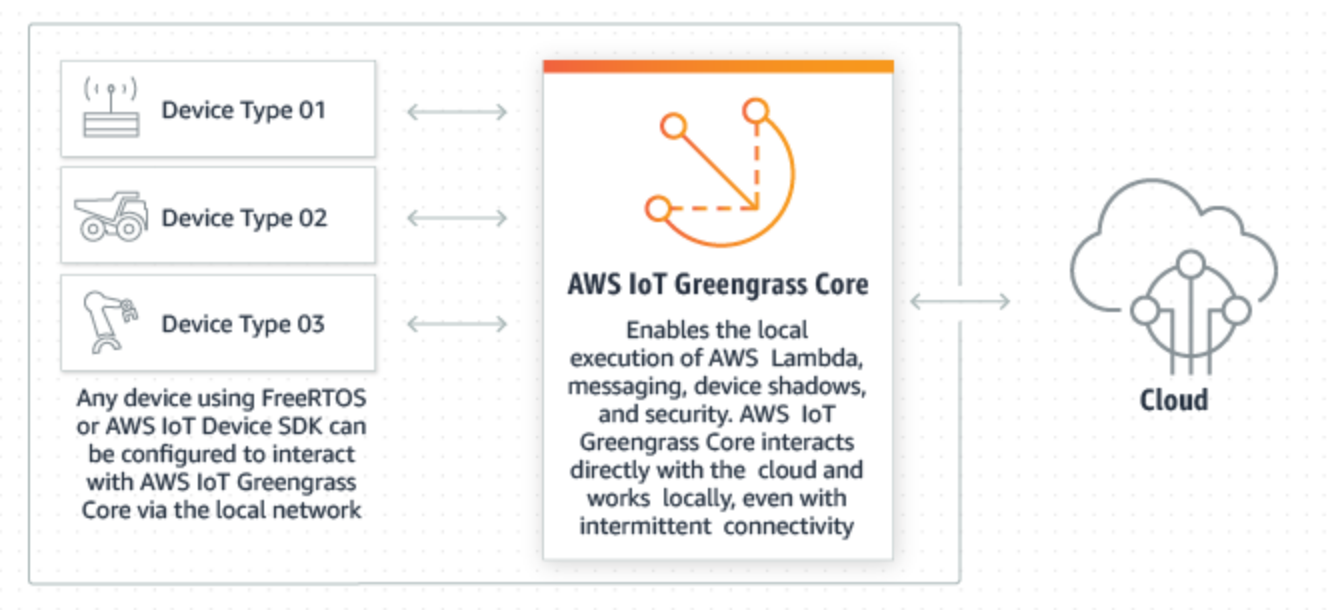 Device Type 01
Device Type 02
Device Type 03
Any device using FreeRTOS
or AWS IoT Device SDK can
be configured to interact
with AWS IoT Greengrass
Core via the local network
AWS IoT Greengrass Core
Enables the local
execution of AWS Lambda,
messaging, device shadows,
and security. AWS IoT
Greengrass Core interacts
directly with the cloud and
works locally, even with
intermittent connectivity
Cloud